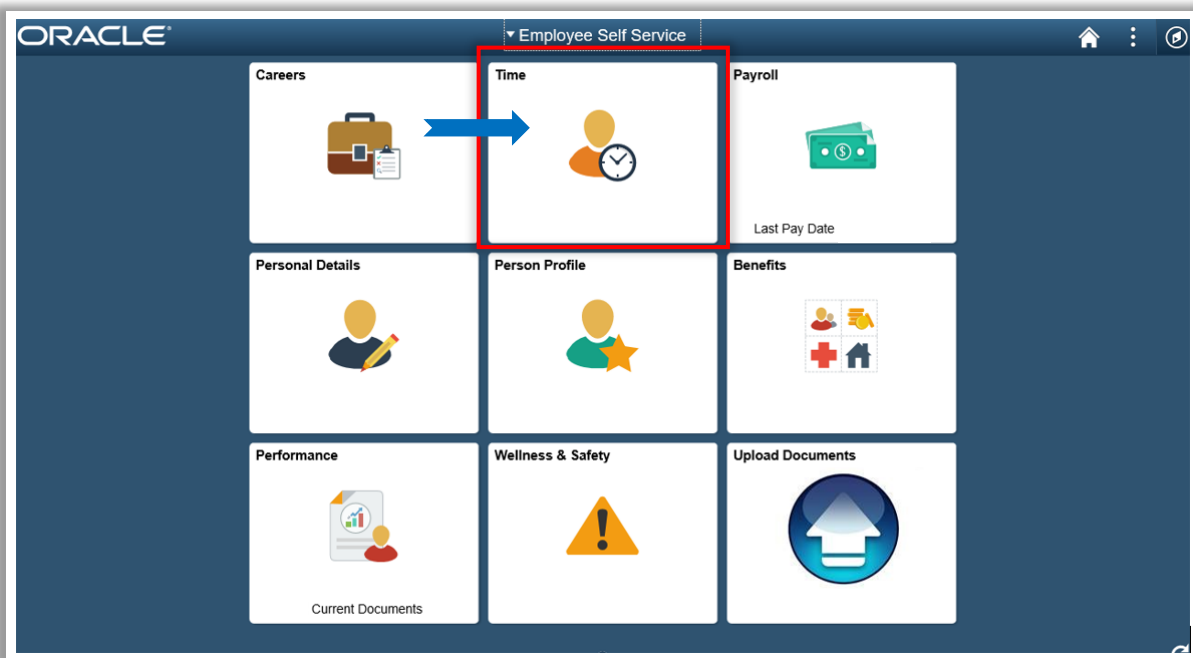 ORACLE
Employee Self Service
Careers
Time
Payroll
Last Pay Date
Personal Details
Person Profile
Benefits
Performance
Wellness & Safety
Upload Documents
Current Documents